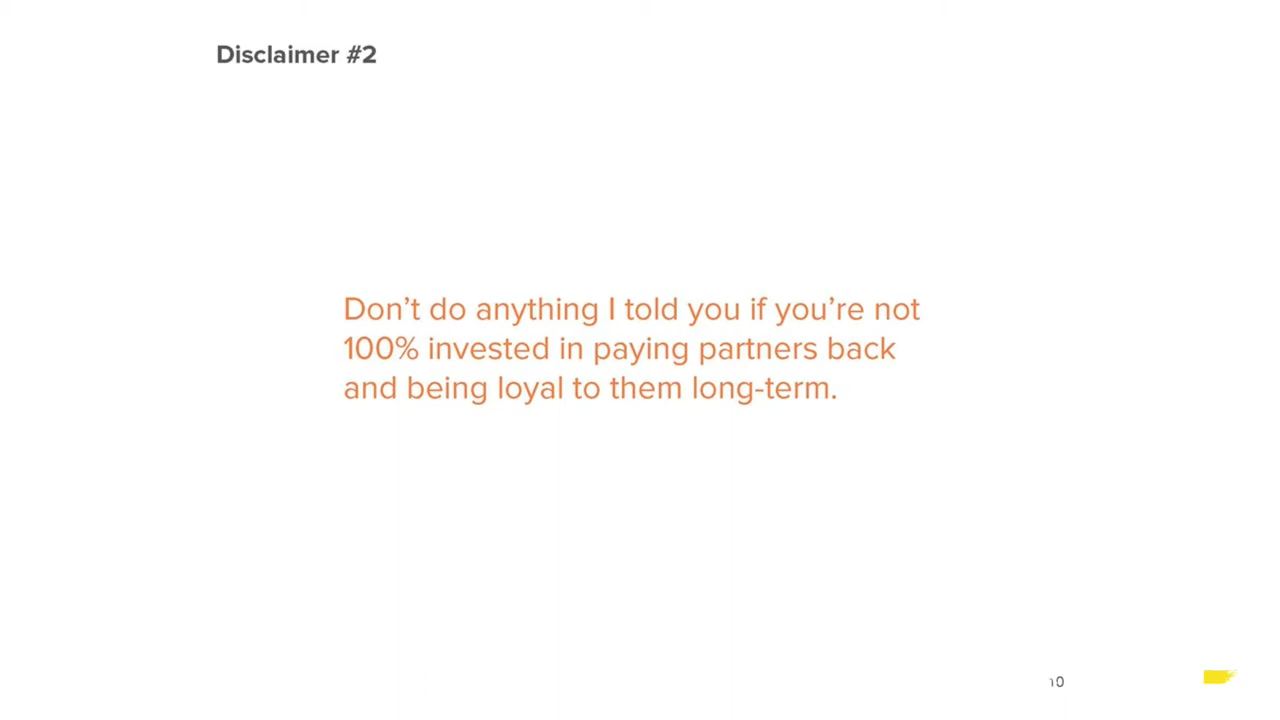 Disclaimer #2
Don’t do anything I told you if you’re not
100% invested in paying partners back
and being loyal to them long-term.